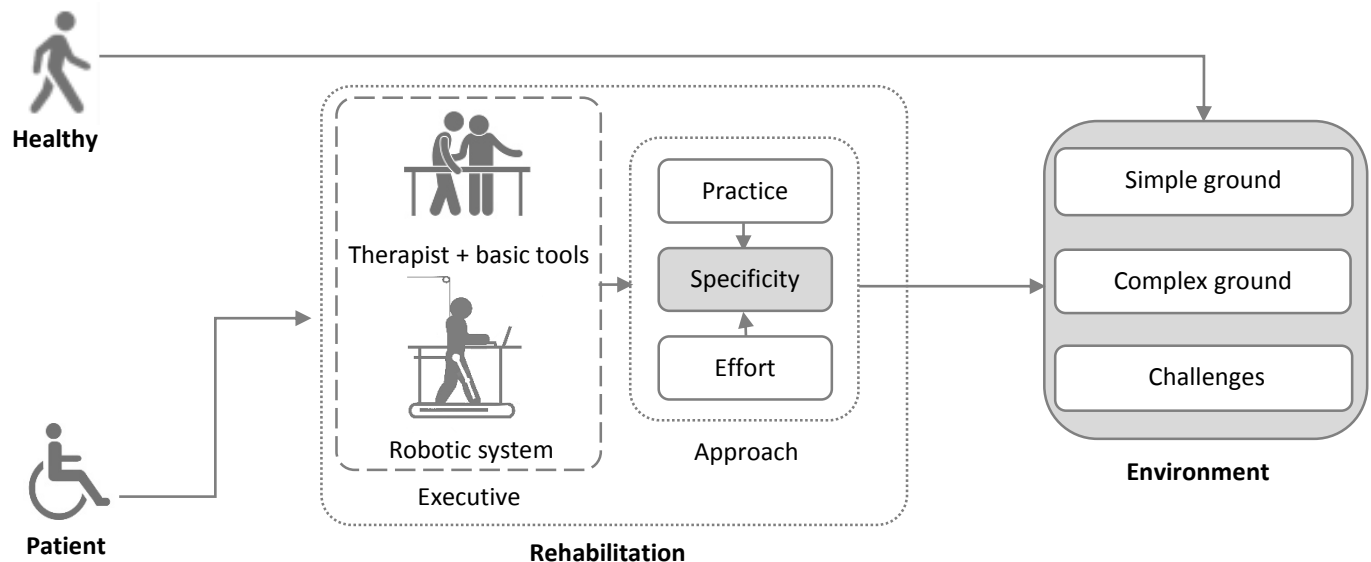 Healthy
Therapist + basic tools
Robotic system
Executive
Practice
Specificity
Effort
Approach
Simple ground
Complex ground
Challenges
Environment
Patient
Rehabilitation